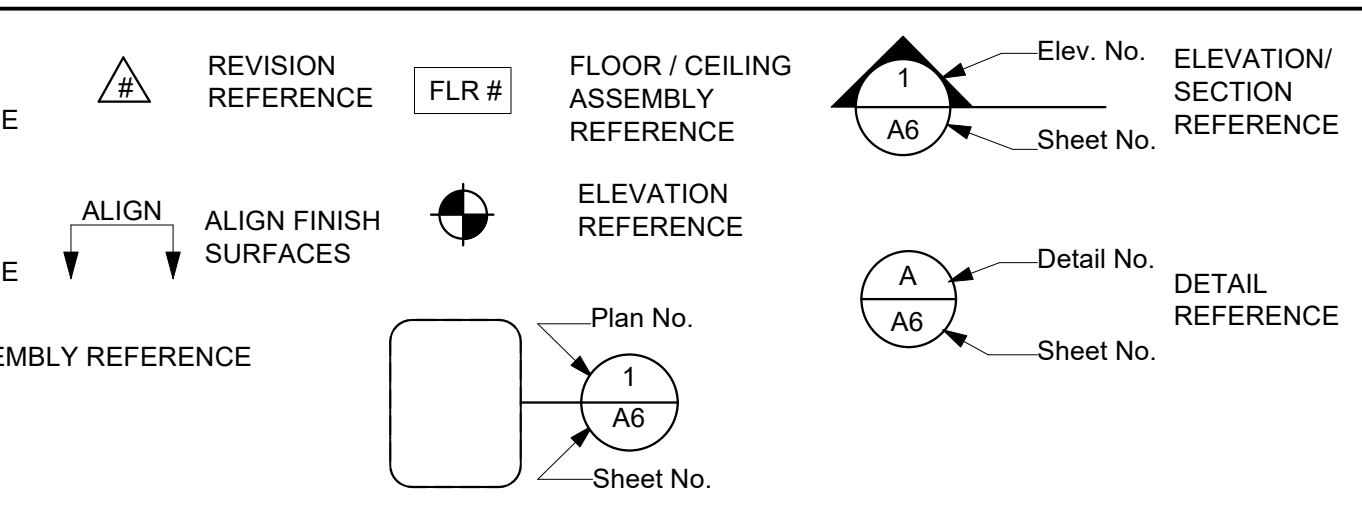 E
#
REVISION
REFERENCE
FLR #
FLOOR / CEILING
ASSEMBLY
REFERENCE
1
A6
Elev. No.
Sheet No.
ELEVATION/
SECTION
REFERENCE
E
ALIGN
ALIGN FINISH
SURFACES
ELEVATION
REFERENCE
A
A6
Detail No.
Sheet No.
DETAIL
REFERENCE
EMBLY REFERENCE
Plan No.
1
A6
Sheet No.